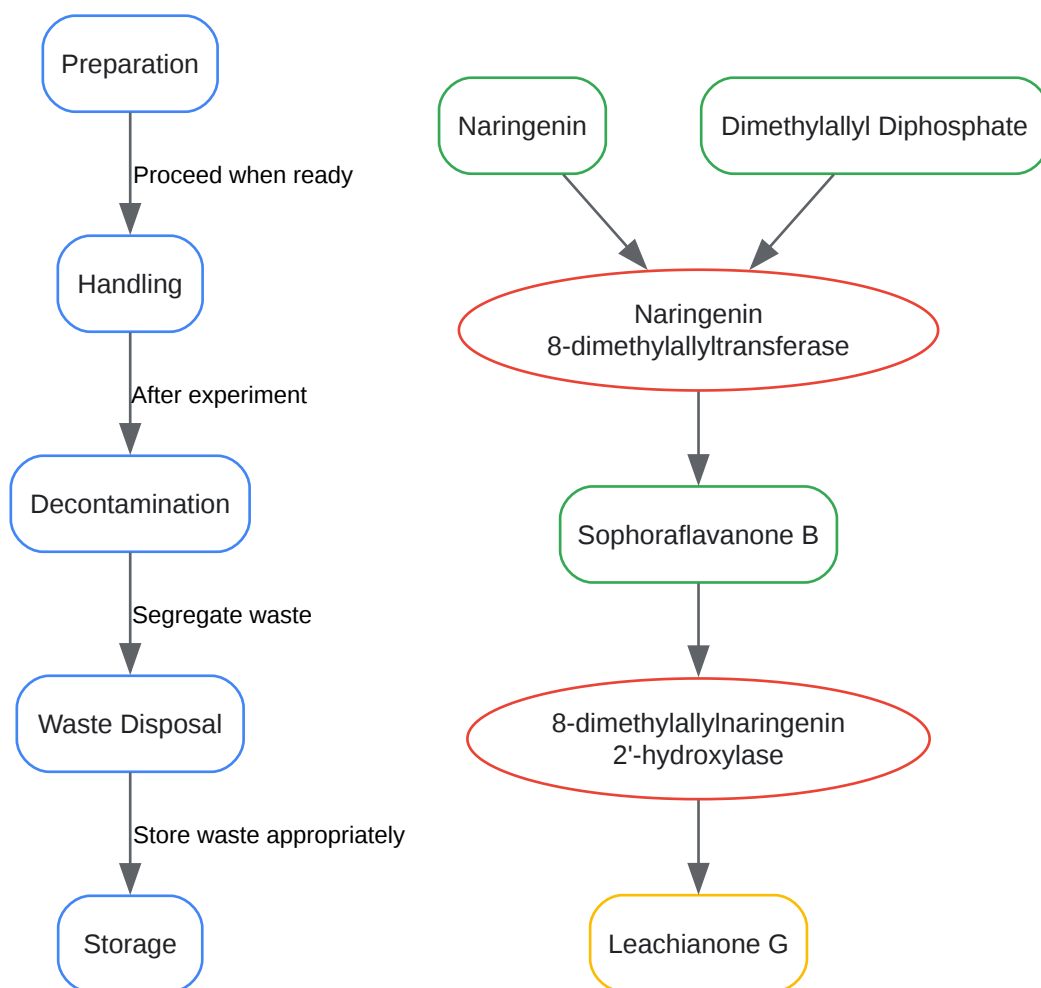 Preparation
Proceed when ready
Handling
After experiment
Decontamination
Segregate waste
Waste Disposal
Store waste appropriately
Storage
Naringenin
Dimethylallyl Diphosphate
Naringenin
8-dimethylallyltransferase
Sophoraflavanone B
8-dimethylallylnaringenin
2'-hydroxylase
Leachianone G